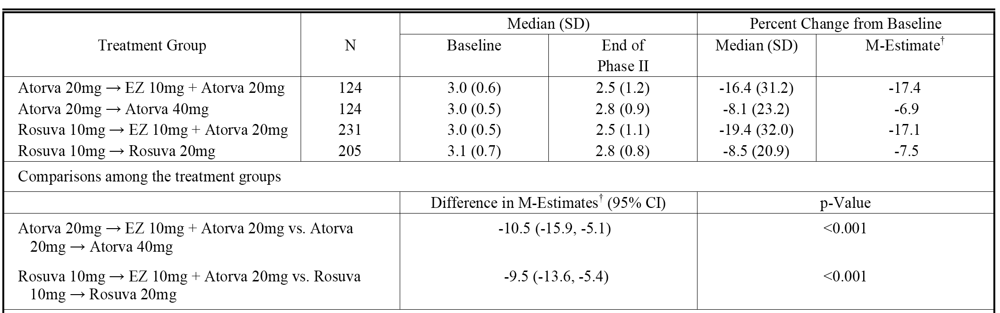 Treatment Group N Median (SD) Percent Change from Baseline
Baseline End of Phase II Median (SD) M-Estimate†
Atorva 20mg → EZ 10mg + Atorva 20mg 124 3.0 (0.6) 2.5 (1.2) -16.4 (31.2) -17.4
Atorva 20mg → Atorva 40mg 124 3.0 (0.5) 2.8 (0.9) -8.1 (23.2) -6.9
Rosuva 10mg → EZ 10mg + Atorva 20mg 231 3.0 (0.5) 2.5 (1.1) -19.4 (32.0) -17.1
Rosuva 10mg → Rosuva 20mg 205 3.1 (0.7) 2.8 (0.8) -8.5 (20.9) -7.5
Comparisons among the treatment groups
Difference in M-Estimates† (95% CI) p-Value
Atorva 20mg → EZ 10mg + Atorva 20mg vs. Atorva -10.5 (-15.9, -5.1) <0.001
20mg → Atorva 40mg
Rosuva 10mg → EZ 10mg + Atorva 20mg vs. Rosuva -9.5 (-13.6, -5.4) <0.001
10mg → Rosuva 20mg